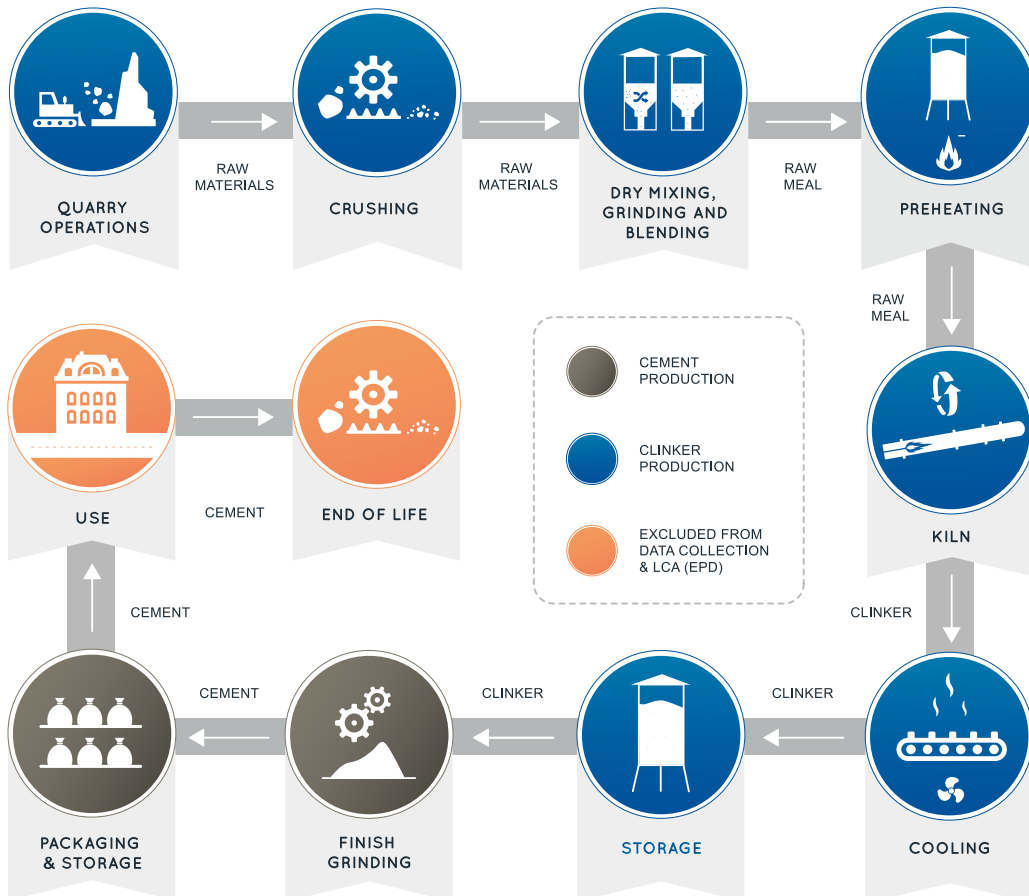 RAW
MATERIALS
RAW
MATERIALS
RAW
MEAL
QUARRY
OPERATIONS
CRUSHING
DRY MIXING,
GRINDING AND
BLENDING
PREHEATING
RAW
MEAL
CEMENT
PRODUCTION
CLINKER
PRODUCTION
EXCLUDED FROM
DATA COLLECTION
& LCA (EPD)
USE
CEMENT
END OF LIFE
KILN
CEMENT
CLINKER
CEMENT
CLINKER
CLINKER
PACKAGING
& STORAGE
FINISH
GRINDING
STORAGE
COOLING